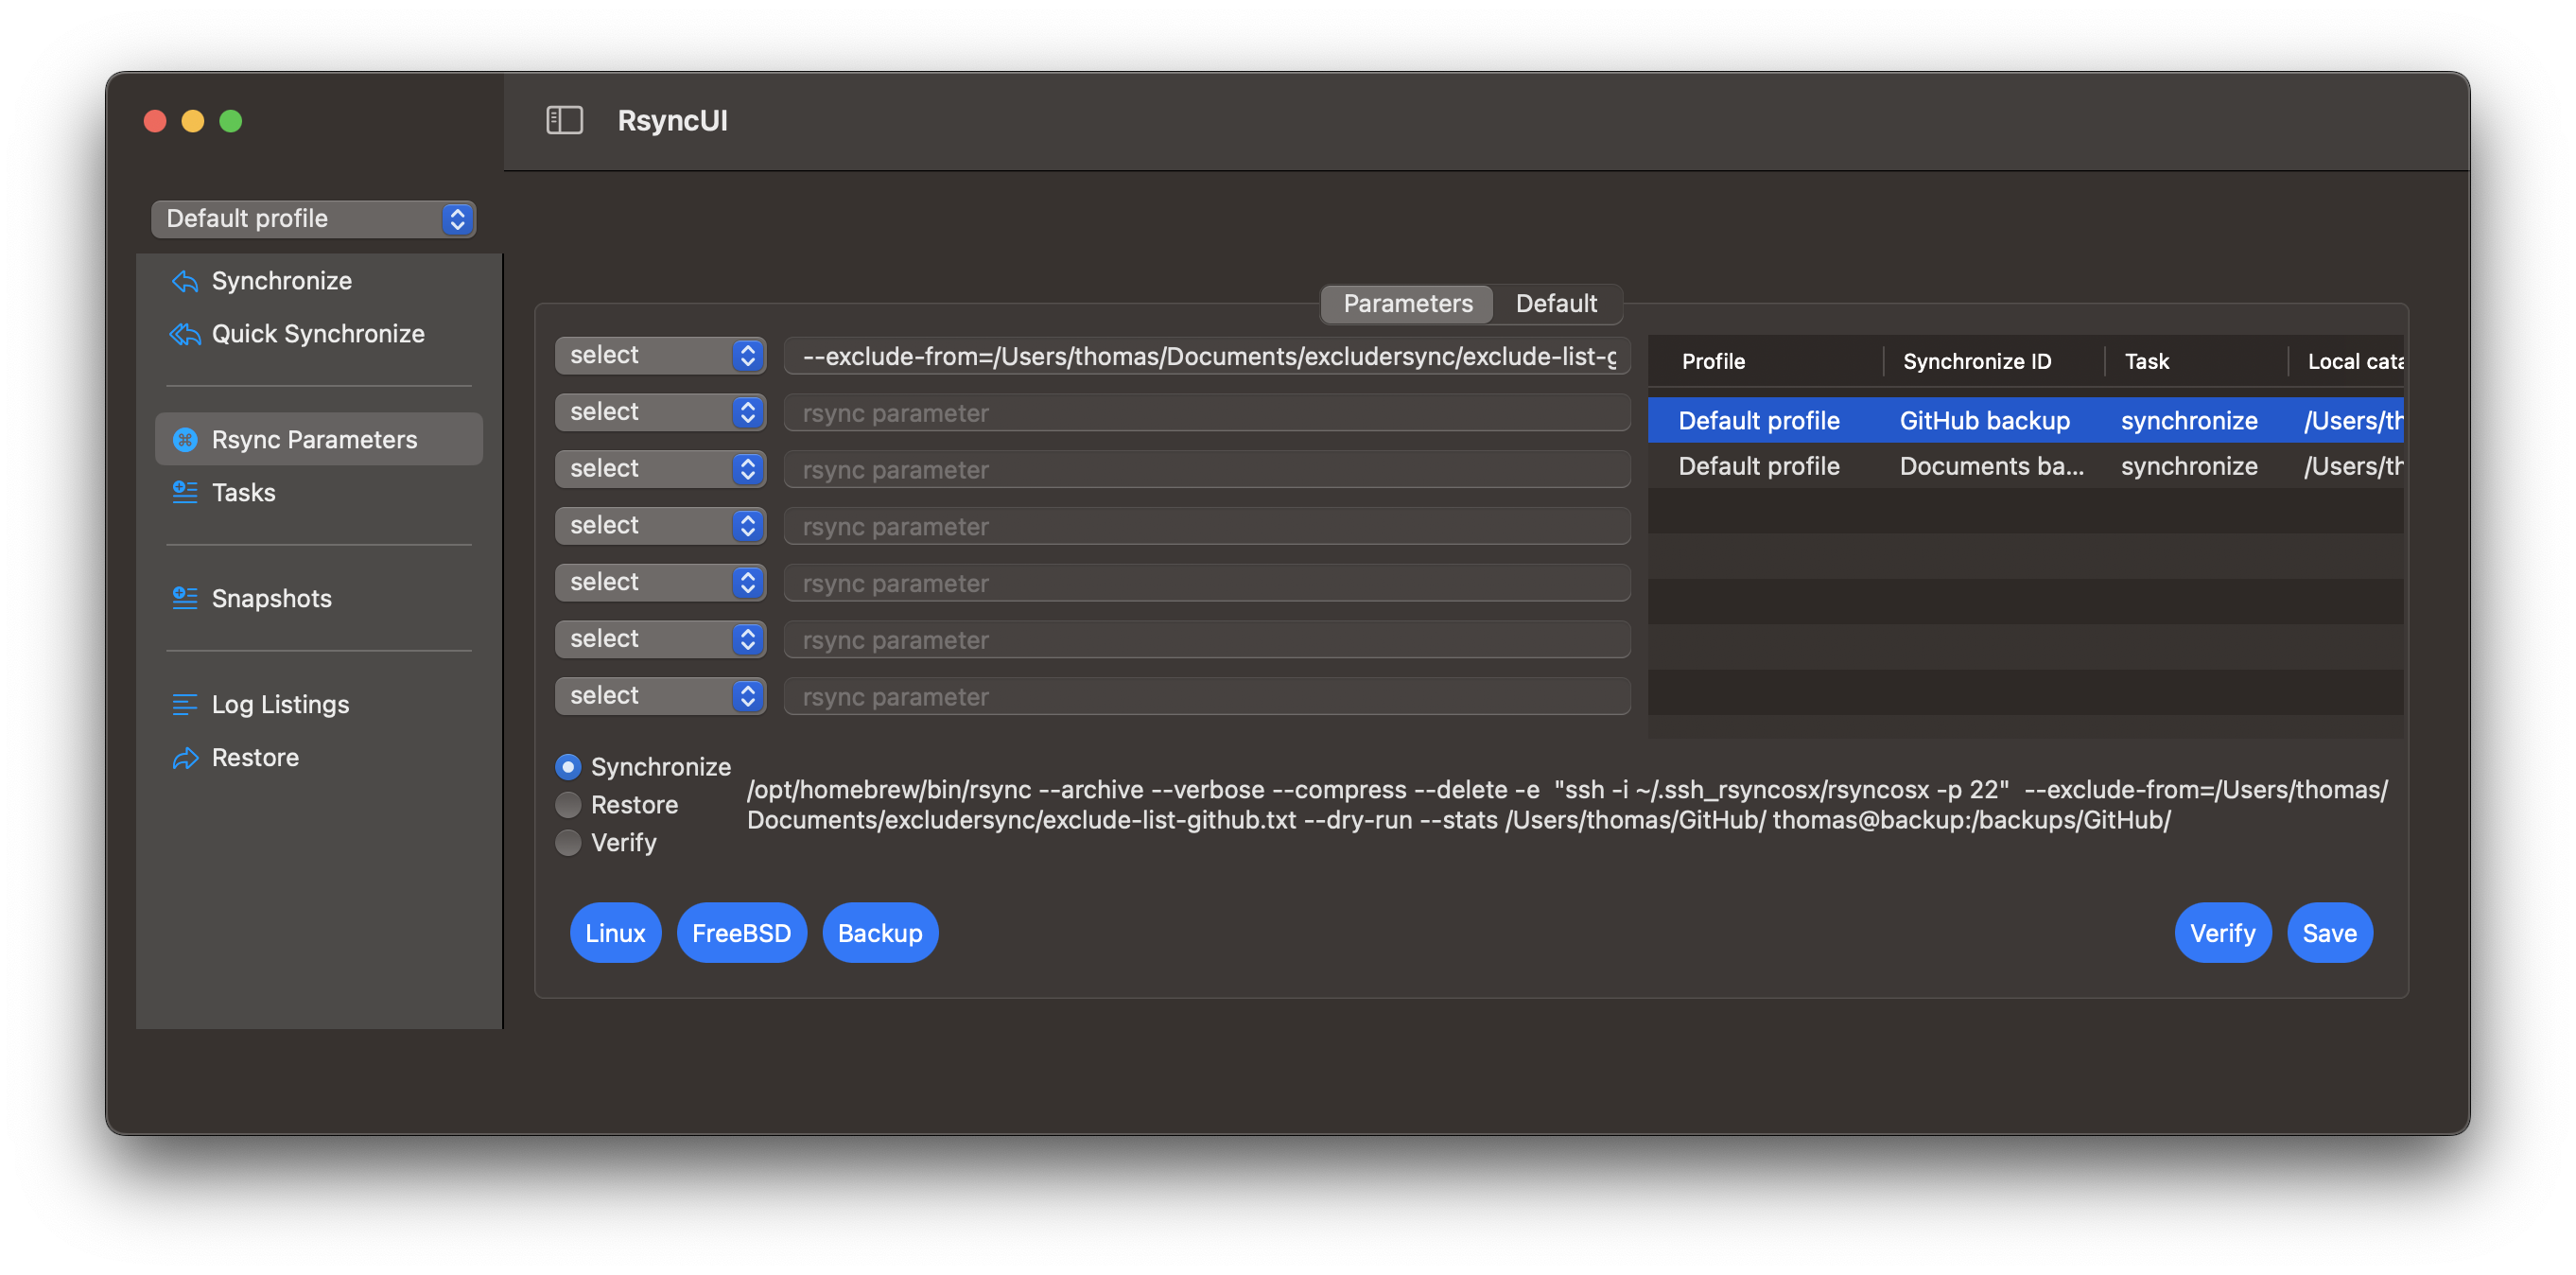 RsyncUI
Default profile
Synchronize
Quick Synchronize
Rsync Parameters
Tasks
Snapshots
Log Listings
Restore
Parameters Default
select --exclude-from=/Users/thomas/Documents/excludersync/exclude-list-g
select rsync parameter
select rsync parameter
select rsync parameter
select rsync parameter
select rsync parameter
select rsync parameter
Profile Synchronize ID Task Local cata
Default profile GitHub backup synchronize /Users/th
Default profile Documents ba... synchronize /Users/th
Synchronize
Restore
Verify
/opt/homebrew/bin/rsync --archive --verbose --compress --delete -e "ssh -i ~/.ssh_rsyncosx/rsyncosx -p 22" --exclude-from=/Users/thomas/
Documents/excludersync/exclude-list-github.txt --dry-run --stats /Users/thomas/GitHub/ thomas@backup:/backups/GitHub/
Linux FreeBSD Backup
Verify Save